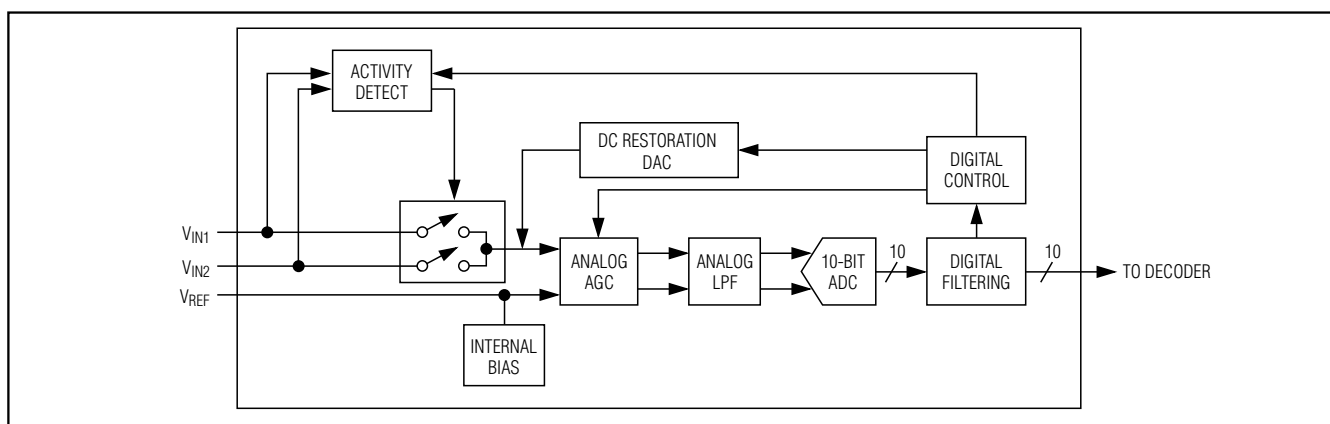 ACTIVITY
DETECT
DC RESTORATION
DAC
DIGITAL
CONTROL
VIN1
VIN2
VREF
ANALOG
AGC
ANALOG
LPF
10-BIT
ADC
10
DIGITAL
FILTERING
10
TO DECODER
INTERNAL
BIAS